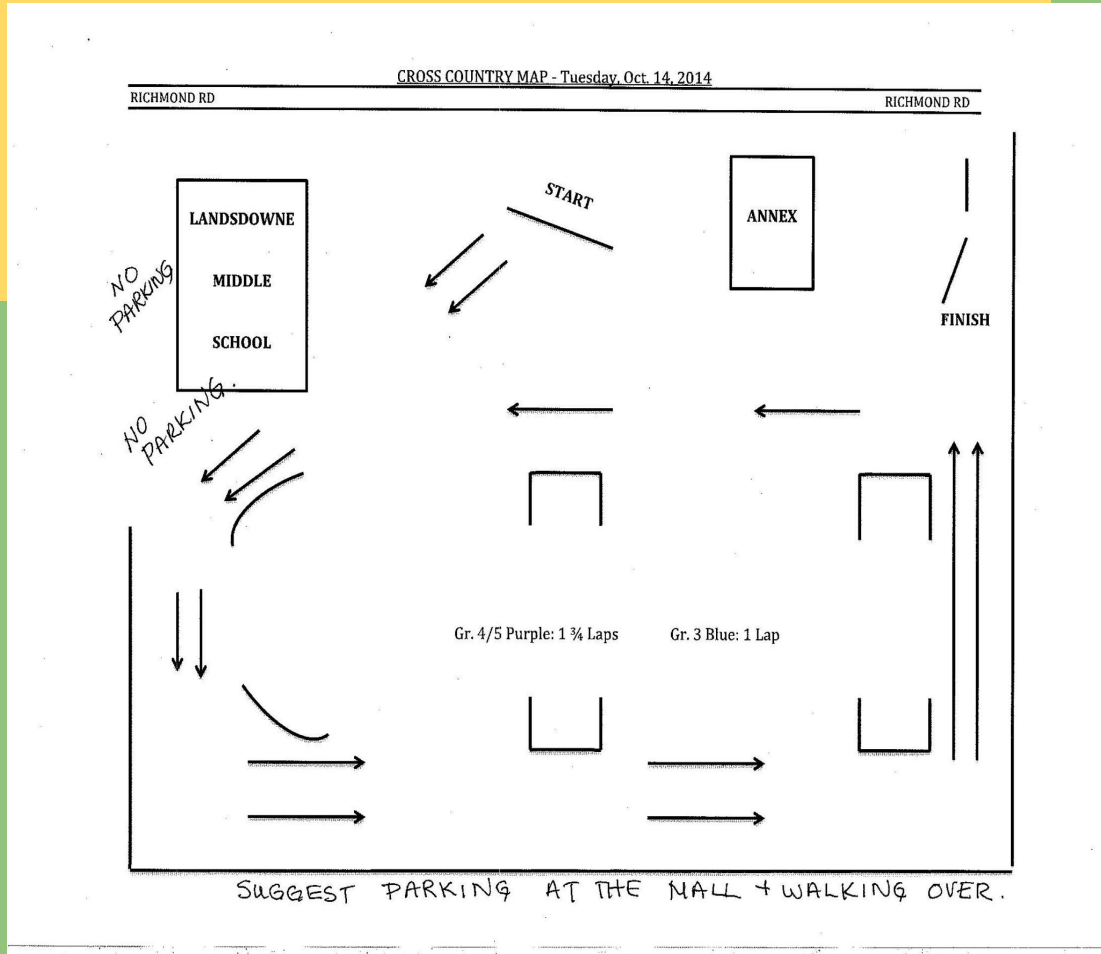 CROSS COUNTRY MAP - Tuesday, Oct. 14, 2014
RICHMOND RD
RICHMOND RD
START
LANDSDOWNE
MIDDLE
SCHOOL
ANNEX
NO
PARKING
FINISH
NO
PARKING.
Gr. 4/5 Purple: 1 ¾ Laps
Gr. 3 Blue: 1 Lap
SUGGEST PARKING AT THE MALL + WALKING OVER.